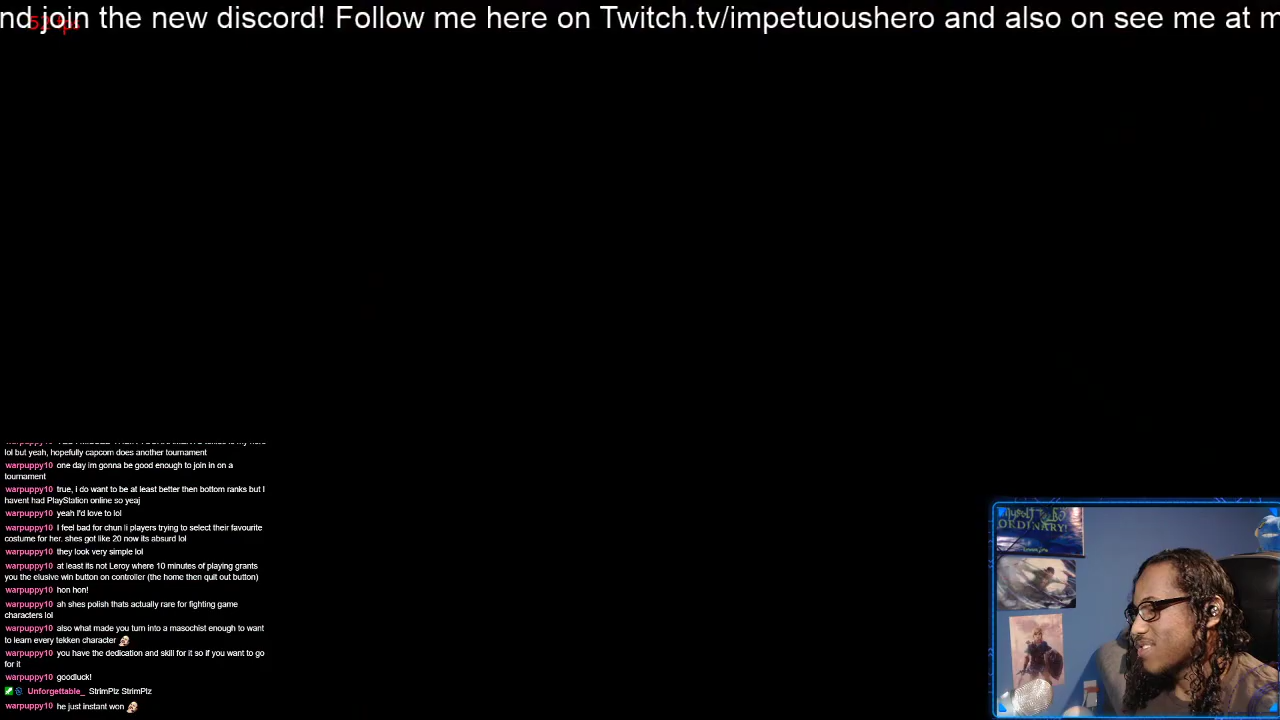 nd join the new discord! Follow me here on Twitch.tv/impetuoushero and also on see me at m
52 fps
lol but yeah, hopefully capcom does another tournament
warpuppy10 one day im gonna be good enough to join in on a
tournament
warpuppy10 true, i do want to be at least better then bottom ranks but I
havent had PlayStation online so yeaj
warpuppy10 yeah I'd love to lol
warpuppy10 I feel bad for chun li players trying to select their favourite
costume for her. shes got like 20 now its absurd lol
warpuppy10 they look very simple lol
warpuppy10 at least its not Leroy where 10 minutes of playing grants
you the elusive win button on controller (the home then quit out button)
warpuppy10 hon hon!
warpuppy10 ah shes polish thats actually rare for fighting game
characters lol
warpuppy10 also what made you turn into a masochist enough to want
to learn every tekken character
warpuppy10 you have the dedication and skill for it so if you want to go
for it
warpuppy10 goodluck!
Unforgettable_ StrimPlz StrimPlz
warpuppy10 he just instant won
ORDINARY!